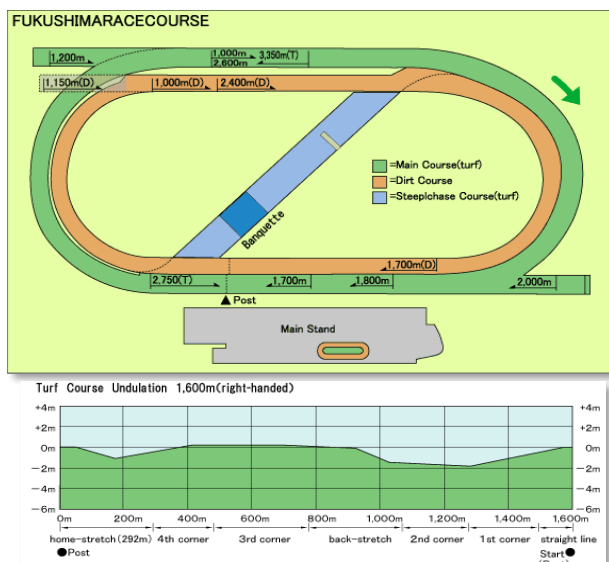 FUKUSHIMARACECOURSE
1,200m
1,000m
3,350m(T)
2,600m
1,150m(D)
1,000m(D)
2,400m(D)
=Main Course(turf)
=Dirt Course
=Steeplchase Course(turf)
Banquette
1,700m(D)
2,750(T)
1,700m
1,800m
2,000m
Post
Main Stand
Turf Course Undulation 1,600m(right-handed)
+4m +4m
+2m +2m
0m 0m
−2m −2m
−4m −4m
−6m −6m
0m 200m 400m 600m 800m 1,000m 1,200m 1,400m 1,600m
home-stretch(292m) 4th corner 3rd corner back-stretch 2nd corner 1st corner straight line
●Post Start●